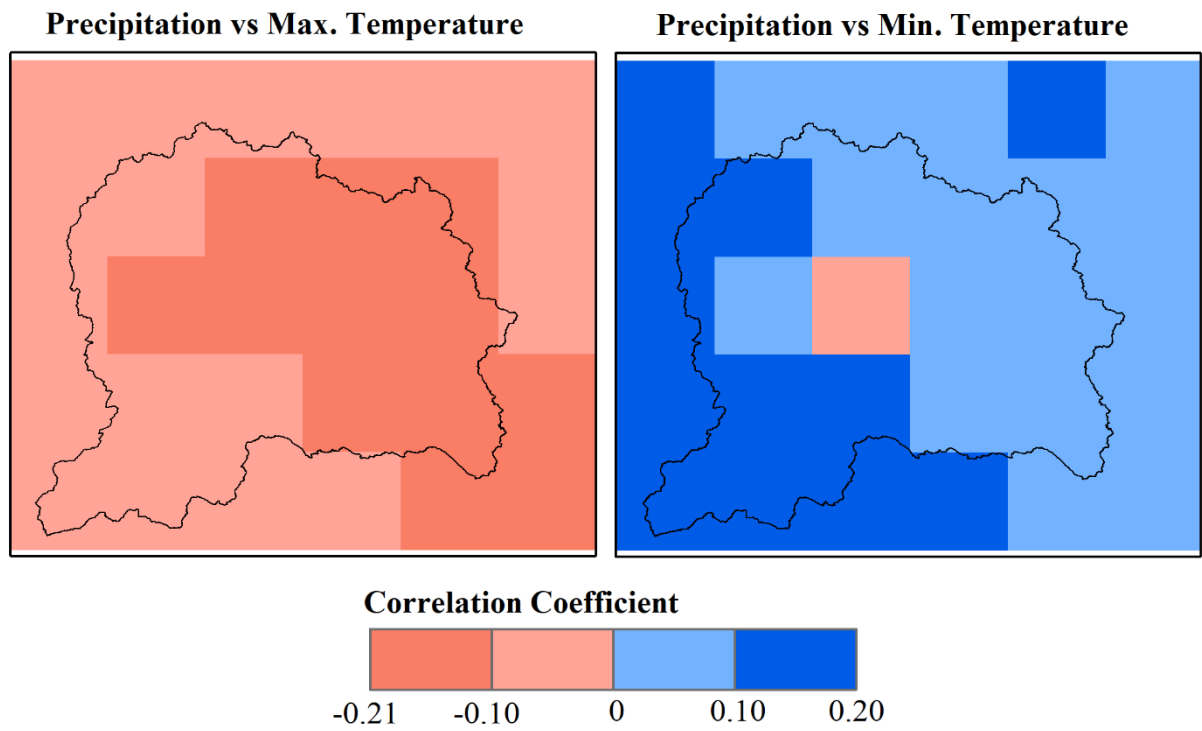 Precipitation vs Max. Temperature
Precipitation vs Min. Temperature
Correlation Coefficient
-0.21 -0.10 0 0.10 0.20